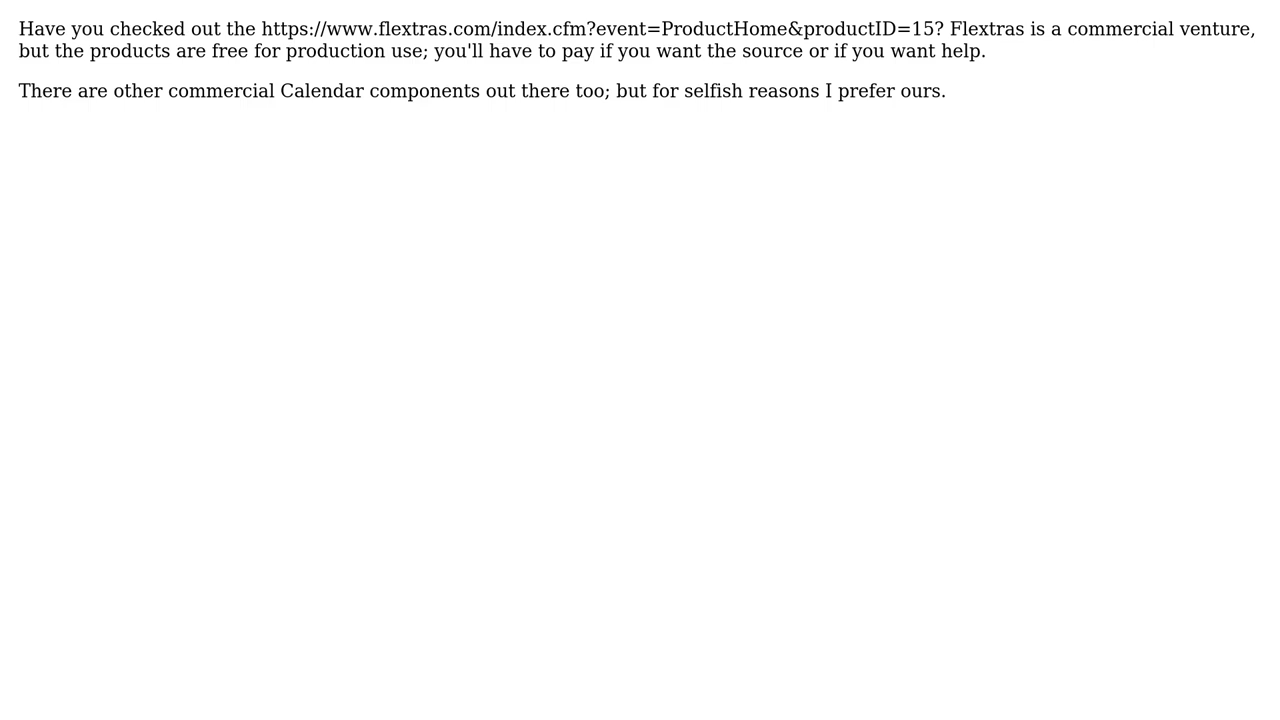 Have you checked out the https://www.flextras.com/index.cfm?event=ProductHome&productID=15? Flextras is a commercial venture,
but the products are free for production use; you'll have to pay if you want the source or if you want help.
There are other commercial Calendar components out there too; but for selfish reasons I prefer ours.